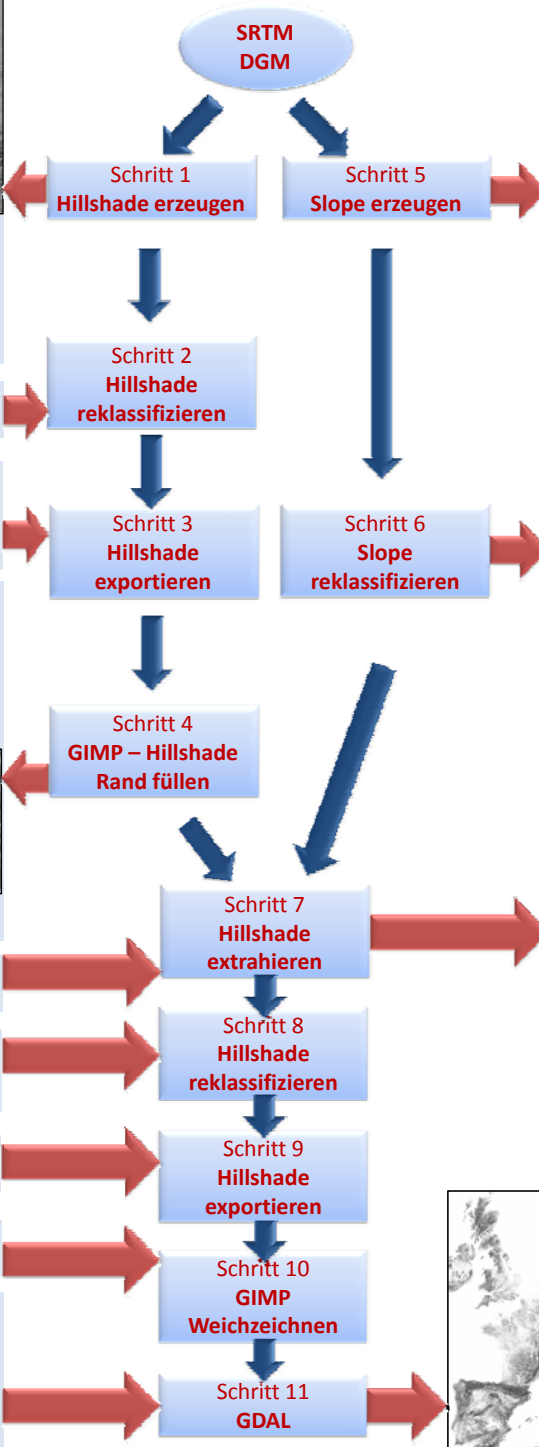 SRTM
DGM
Schritt 1
Hillshade erzeugen
Schritt 5
Slope erzeugen
Schritt 2
Hillshade
reklassifizieren
Schritt 3
Hillshade
exportieren
Schritt 6
Slope
reklassifizieren
Schritt 4
GIMP – Hillshade
Rand füllen
Schritt 7
Hillshade
extrahieren
Schritt 8
Hillshade
reklassifizieren
Schritt 9
Hillshade
exportieren
Schritt 10
GIMP
Weichzeichnen
Schritt 11
GDAL